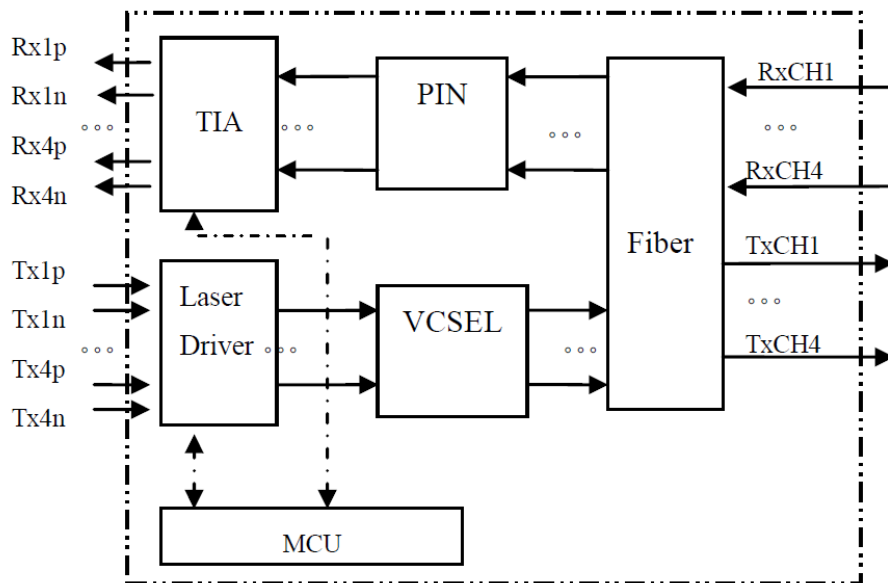 Rx1p
Rx1n
Rx4p
Rx4n
TIA
PIN
RxCH1
RxCH4
Fiber
TxCH1
TxCH4
Tx1p
Tx1n
Tx4p
Tx4n
Laser
Driver
VCSEL
MCU